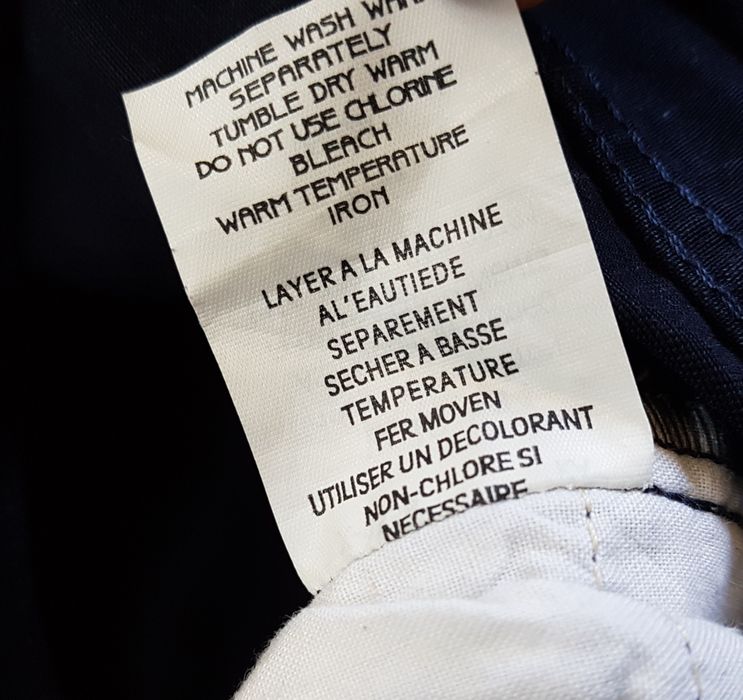 MACHINE WASH WARM
SEPARATELY
TUMBLE DRY WARM
DO NOT USE CHLORINE
BLEACH
WARM TEMPERATURE
IRON
LAYER A LA MACHINE
AL'EAUTIEDE
SEPAREMENT
SECHER A BASSE
TEMPERATURE
FER MOVEN
UTILISER UN DECOLORANT
NON-CHLORE SI
NECESSAIRE